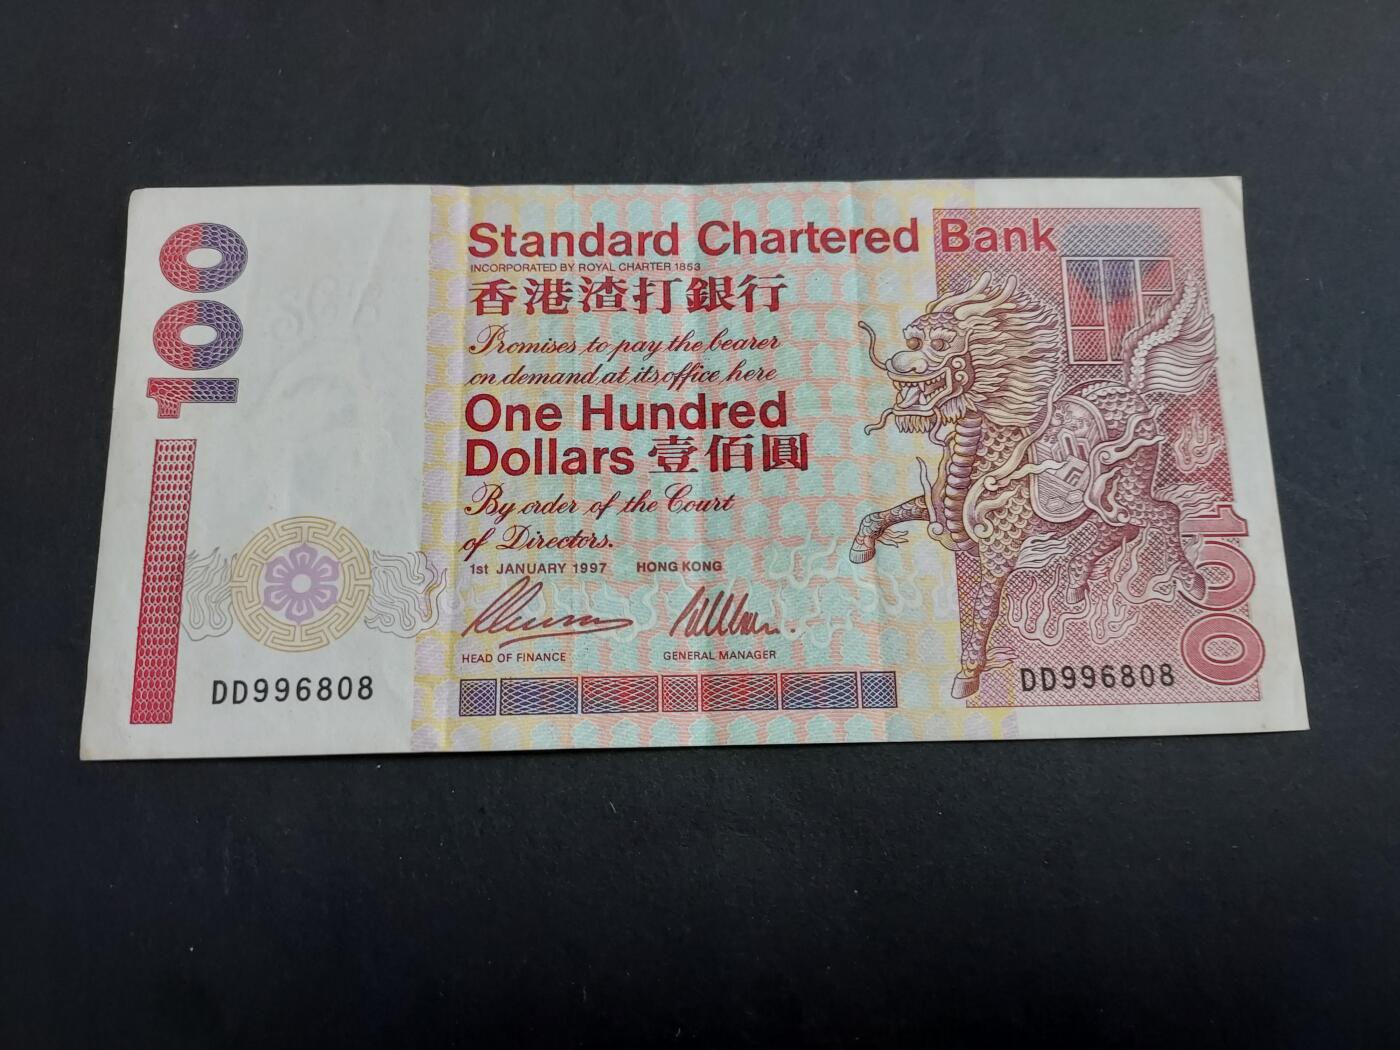 100
Standard Chartered Bank
INCORPORATED BY ROYAL CHARTER 1853
香港渣打銀行
Promises to pay the bearer
on demand at its office here
One Hundred
Dollars 壹佰圓
By order of the Court
of Directors.
1st JANUARY 1997 HONG KONG
HEAD OF FINANCE GENERAL MANAGER
DD996808
DD996808
100